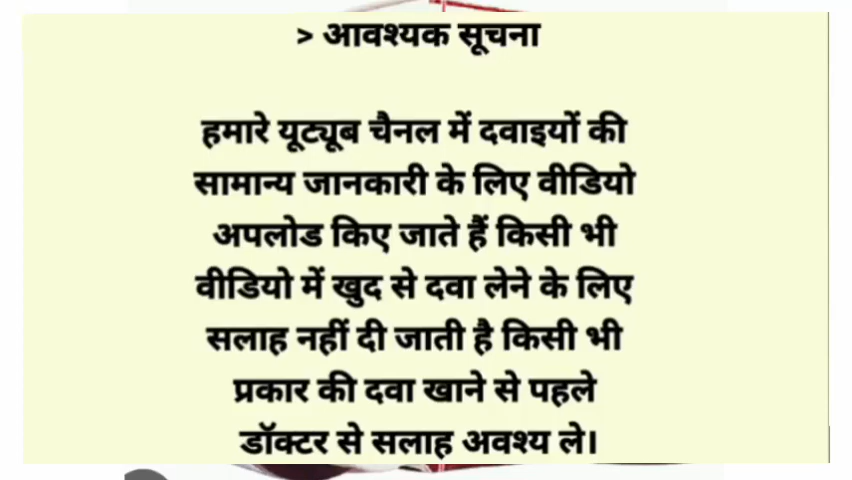 > आवश्यक सूचना
हमारे यूट्यूब चैनल में दवाइयों की
सामान्य जानकारी के लिए वीडियो
अपलोड किए जाते हैं किसी भी
वीडियो में खुद से दवा लेने के लिए
सलाह नहीं दी जाती है किसी भी
प्रकार की दवा खाने से पहले
डॉक्टर से सलाह अवश्य ले।